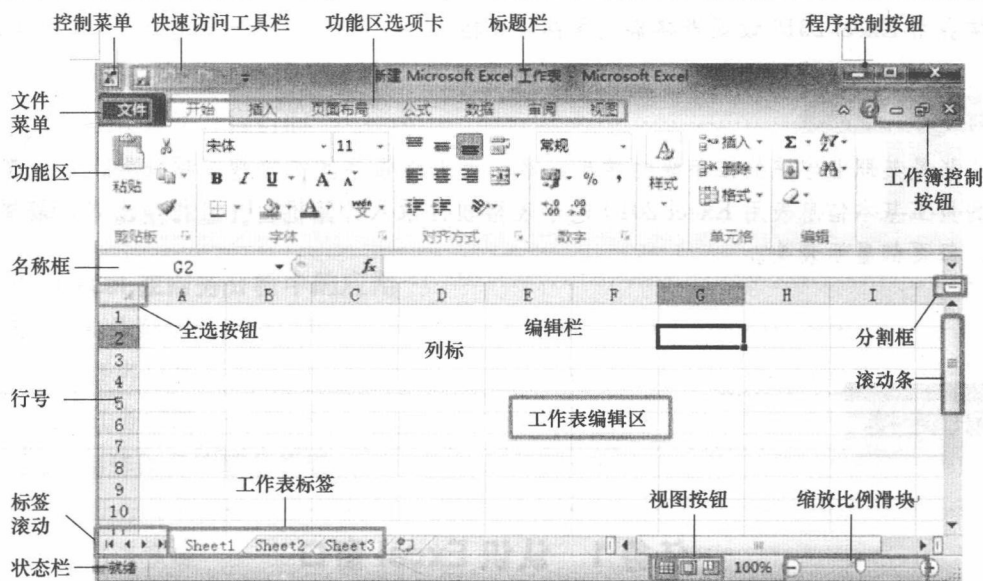 控制菜单 快速访问工具栏 功能区选项卡 标题栏 程序控制按钮
新建 Microsoft Excel 工作表 - Microsoft Excel
文件菜单
文件 开始 插入 页面布局 公式 数据 审阅 视图
功能区
工作簿控制按钮
宋体 11 常规 插入 Σ
粘贴 B I U A A % , 样式 删除
wén 格式
剪贴板 字体 对齐方式 数字 单元格 编辑
名称框 G2 fx
A B C D E F G H I
全选按钮 编辑栏 分割框
列标
滚动条
行号
1
2
3
4
5
6
7
8
9
10
11
工作表编辑区
工作表标签 视图按钮 缩放比例滑块
标签滚动
Sheet1 Sheet2 Sheet3
状态栏 就绪 100%